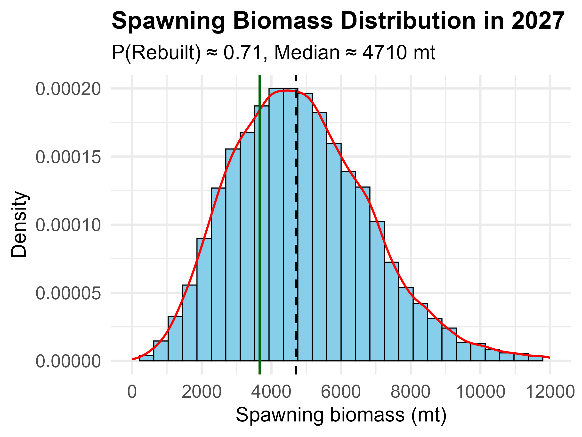 Spawning Biomass Distribution in 2027
P(Rebuilt) ≈ 0.71, Median ≈ 4710 mt
0.00020
0.00015
0.00010
0.00005
0.00000
Density
0 2000 4000 6000 8000 10000 12000
Spawning biomass (mt)